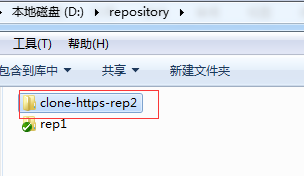 本地磁盘 (D:) ▸ repository ▸
工具(T) 帮助(H)
包含到库中 ▾ 共享 ▾ 新建文件夹
clone-https-rep2
rep1